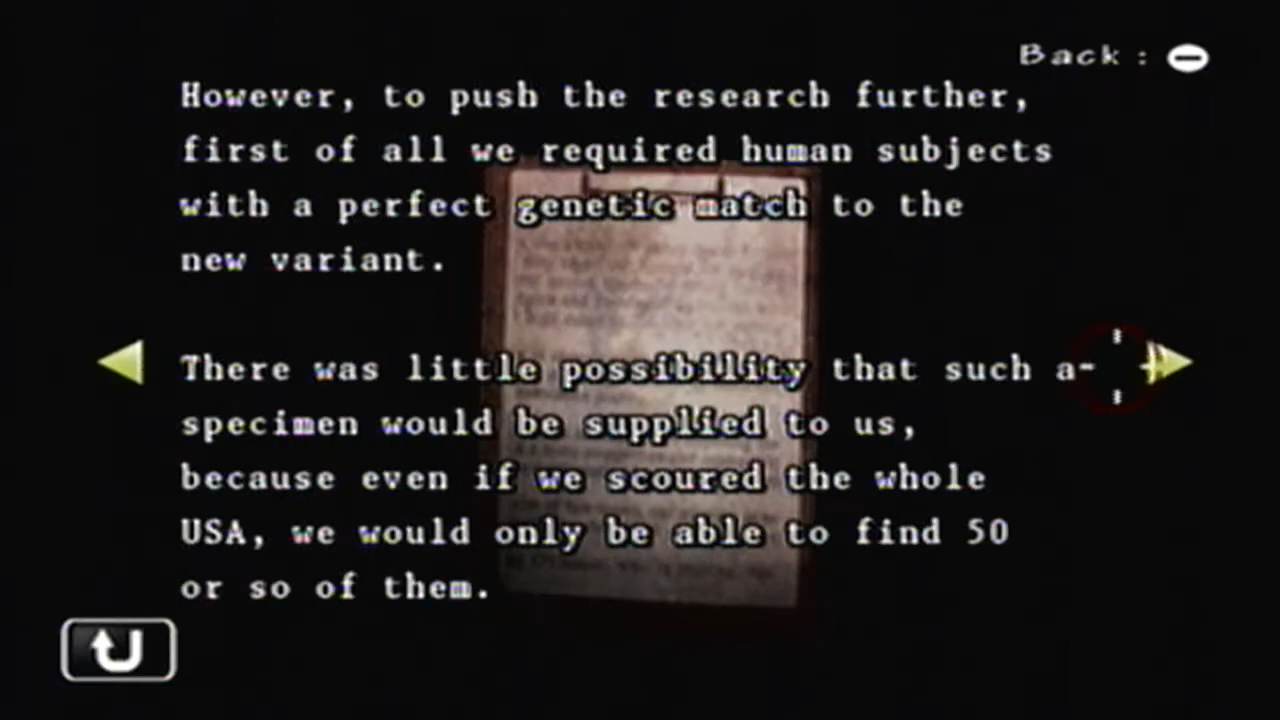 Back :
However, to push the research further,
first of all we required human subjects
with a perfect genetic match to the
new variant.
There was little possibility that such a-
specimen would be supplied to us,
because even if we scoured the whole
USA, we would only be able to find 50
or so of them.